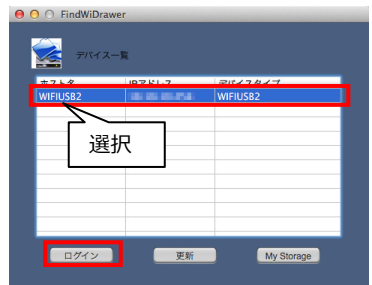 FindWiDrawer
デバイス一覧
ホスト名 IPアドレス デバイスタイプ
WIFIUSB2 WIFIUSB2
選択
ログイン 更新 My Storage